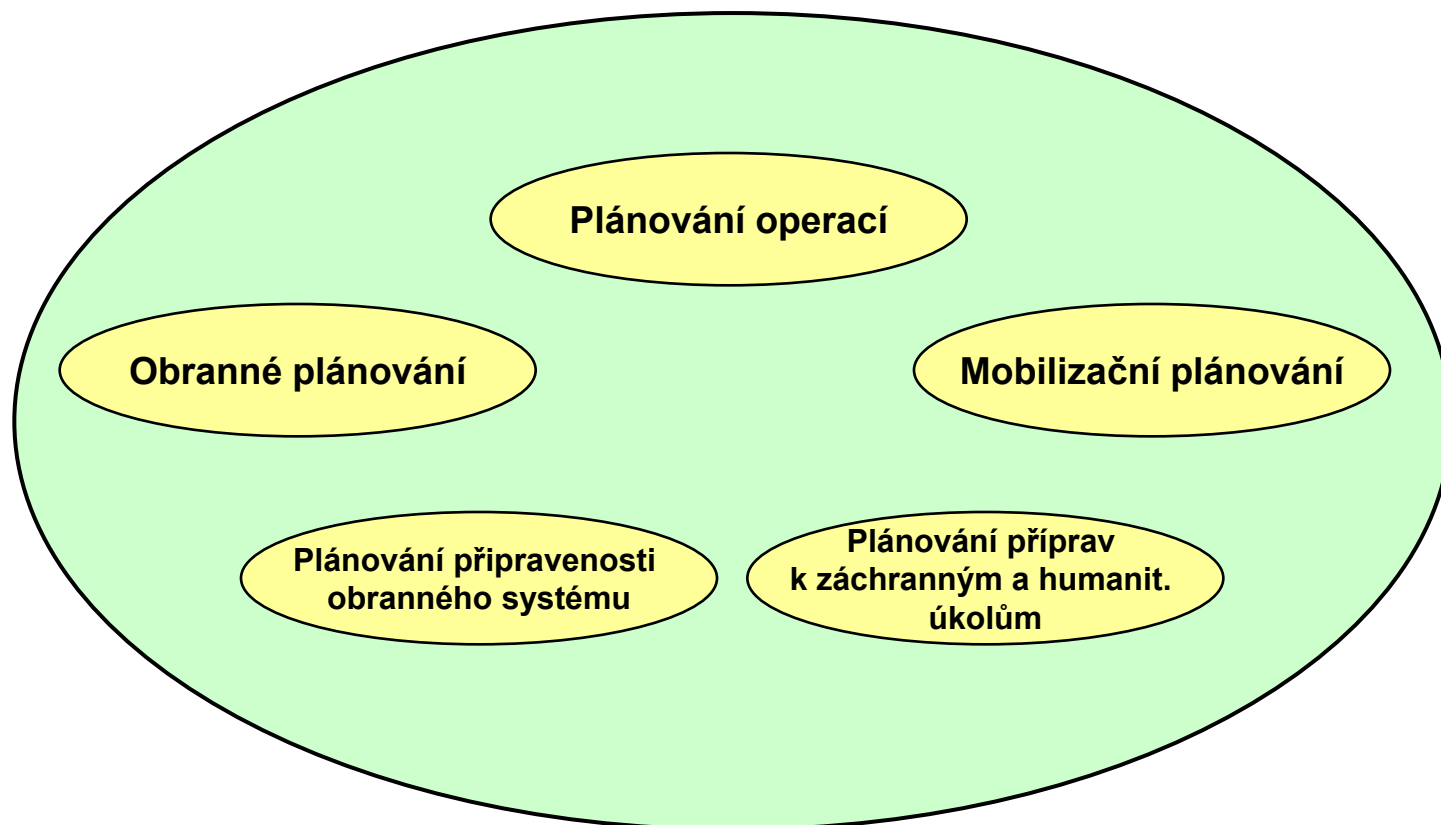 Plánování operací
Obranné plánování
Mobilizační plánování
Plánování připravenosti
obranného systému
Plánování příprav
k záchranným a humanit.
úkolům